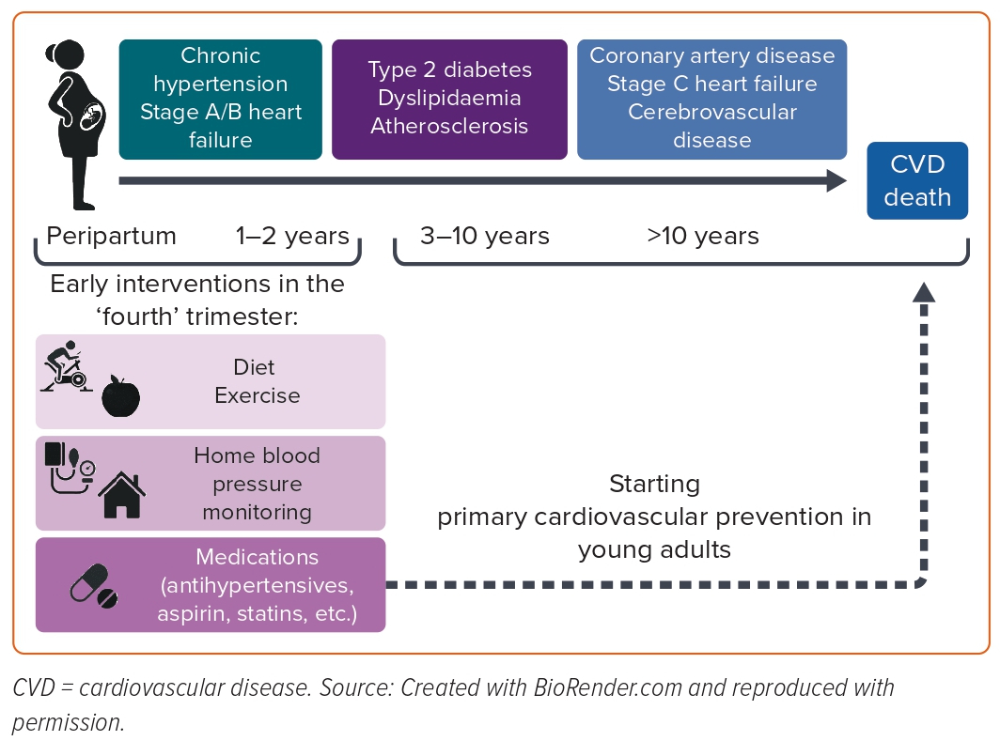 Chronic
hypertension
Stage A/B heart
failure
Type 2 diabetes
Dyslipidaemia
Atherosclerosis
Coronary artery disease
Stage C heart failure
Cerebrovascular
disease
CVD
death
Peripartum
1–2 years
3–10 years
>10 years
Early interventions in the
‘fourth’ trimester:
Diet
Exercise
Home blood
pressure
monitoring
Medications
(antihypertensives,
aspirin, statins, etc.)
Starting
primary cardiovascular prevention in
young adults
CVD = cardiovascular disease. Source: Created with BioRender.com and reproduced with
permission.